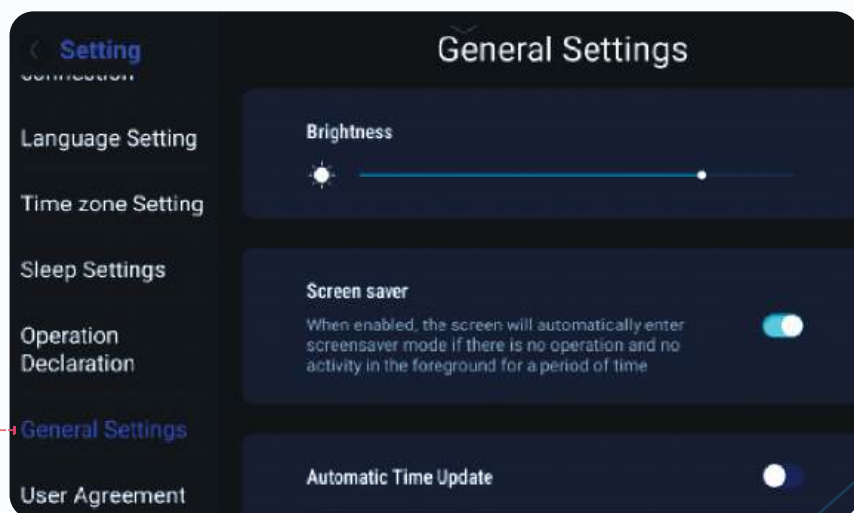 Setting
Language Setting
Time zone Setting
Sleep Settings
Operation
Declaration
General Settings
User Agreement
General Settings
Brightness
Screen saver
When enabled, the screen will automatically enter
screensaver mode if there is no operation and no
activity in the foreground for a period of time
Automatic Time Update